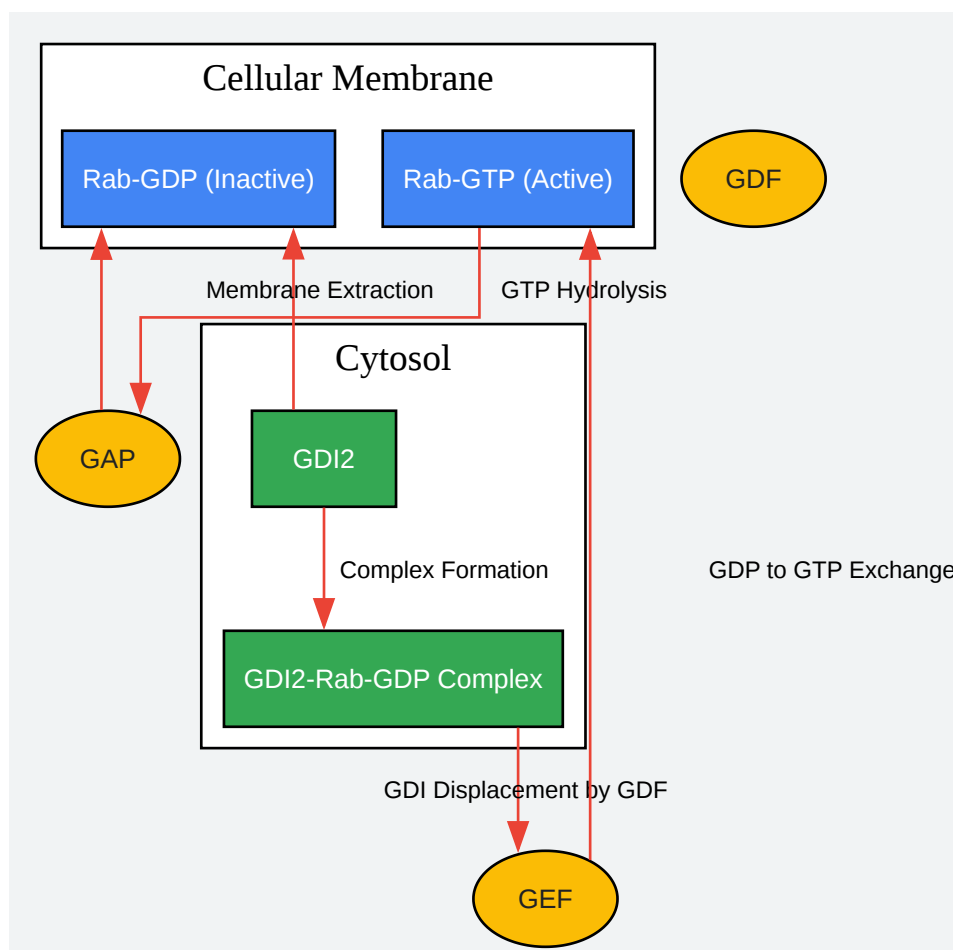 Cellular Membrane
Rab-GDP (Inactive)
Rab-GTP (Active)
GDF
Membrane Extraction
GTP Hydrolysis
Cytosol
GAP
GDI2
Complex Formation
GDP to GTP Exchange
GDI2-Rab-GDP Complex
GDI Displacement by GDF
GEF